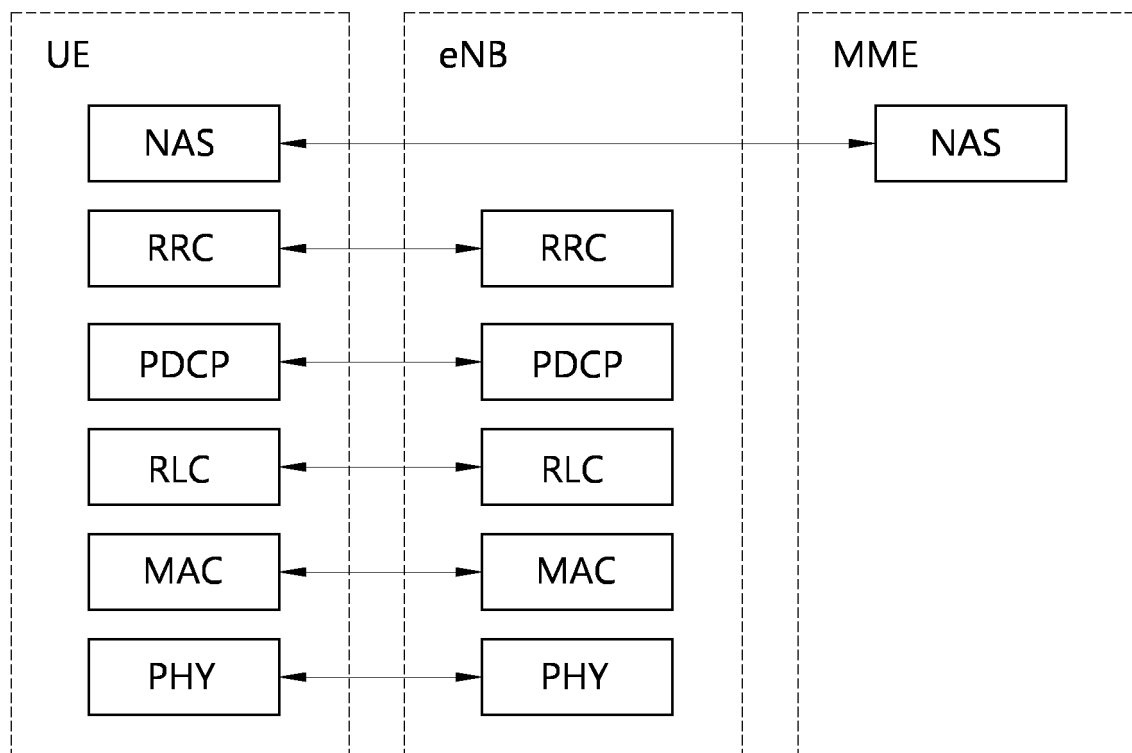 UE eNB MME
NAS NAS
RRC RRC
PDCP PDCP
RLC RLC
MAC MAC
PHY PHY